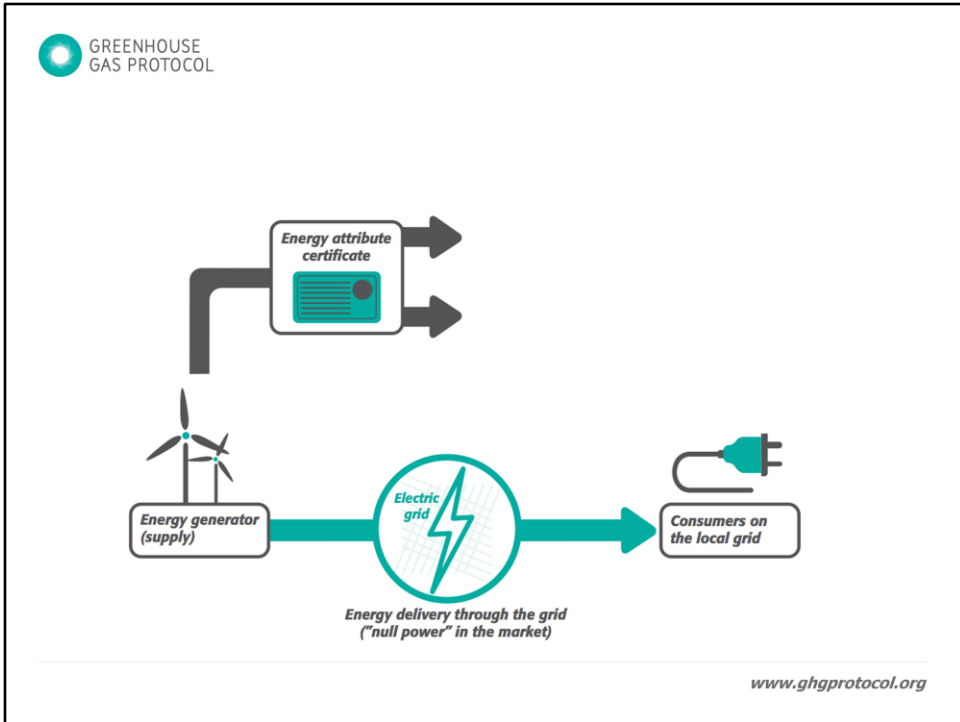 GREENHOUSE
GAS PROTOCOL
Energy attribute
certificate
Electric
grid
Energy generator
(supply)
Consumers on
the local grid
Energy delivery through the grid
("null power" in the market)
www.ghgprotocol.org